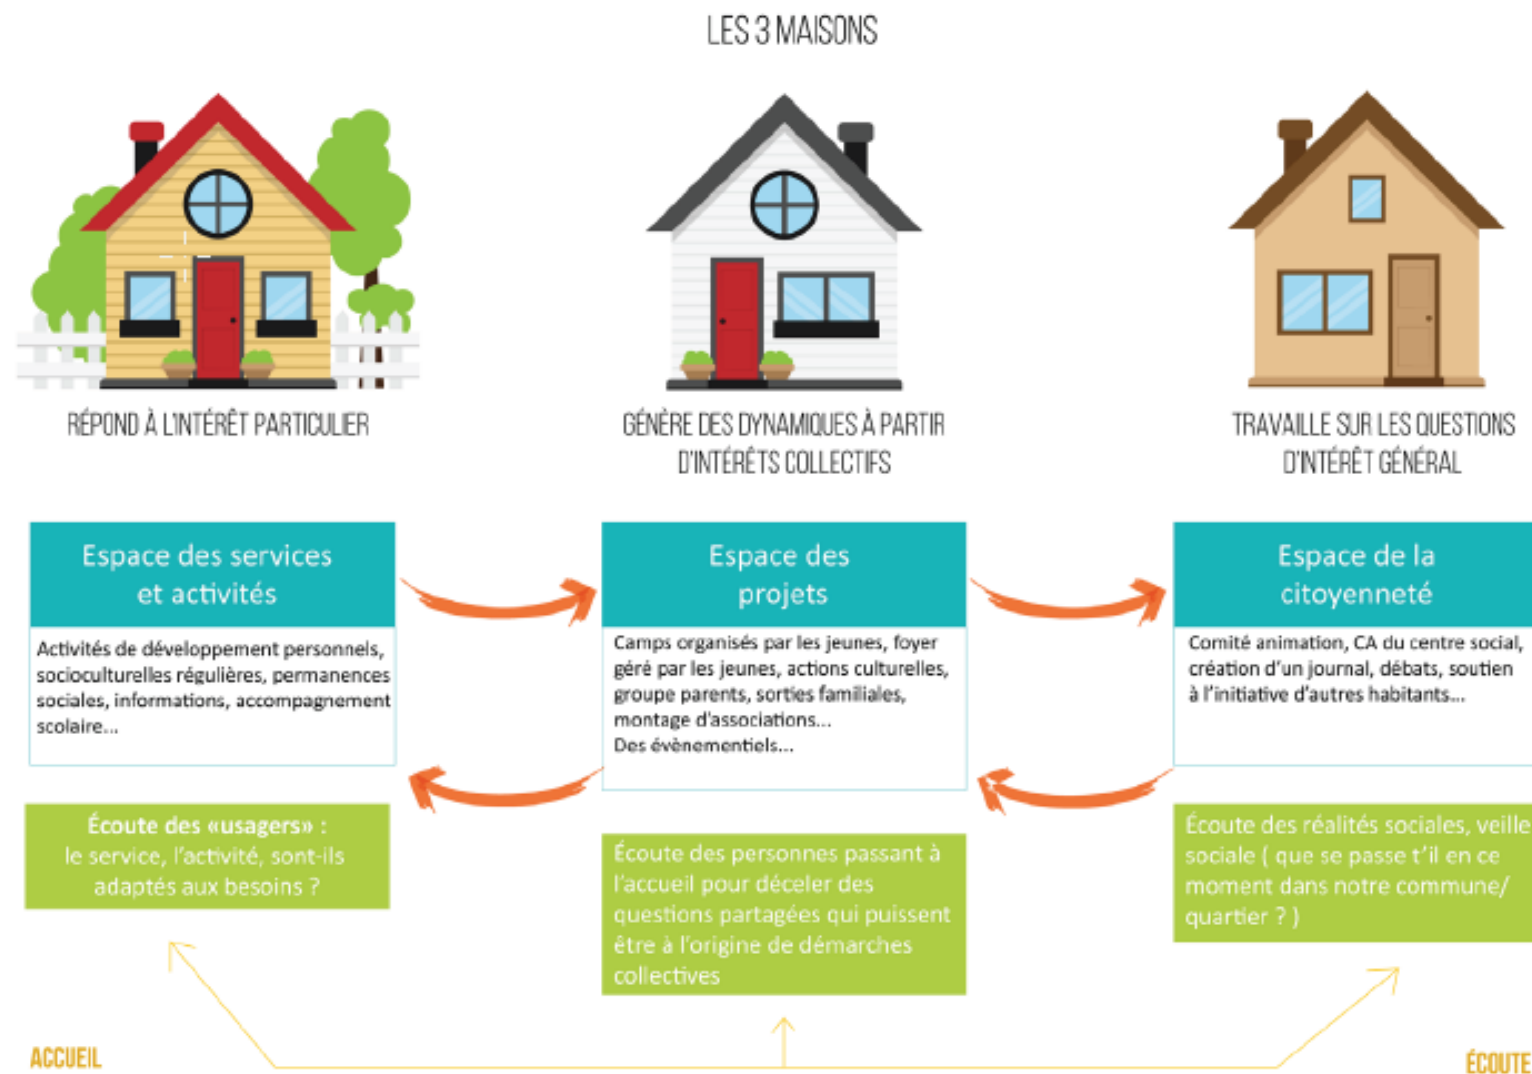 LES 3 MAISONS
RÉPOND À L'INTÉRÊT PARTICULIER
GÉNÈRE DES DYNAMIQUES À PARTIR
D'INTÉRÊTS COLLECTIFS
TRAVAILLE SUR LES QUESTIONS
D'INTÉRÊT GÉNÉRAL
Espace des services
et activités
Activités de développement personnels,
socioculturelles régulières, permanences
sociales, informations, accompagnement
scolaire...
Espace des
projets
Camps organisés par les jeunes, foyer
géré par les jeunes, actions culturelles,
groupe parents, sorties familiales,
montage d'associations...
Des évènementiels...
Espace de la
citoyenneté
Comité animation, CA du centre social,
création d'un journal, débats, soutien
à l'initiative d'autres habitants...
Écoute des «usagers» :
le service, l'activité, sont-ils
adaptés aux besoins ?
Écoute des personnes passant à
l'accueil pour déceler des
questions partagées qui puissent
être à l'origine de démarches
collectives
Écoute des réalités sociales, veille
sociale ( que se passe t'il en ce
moment dans notre commune/
quartier ? )
ACCUEIL
ÉCOUTE